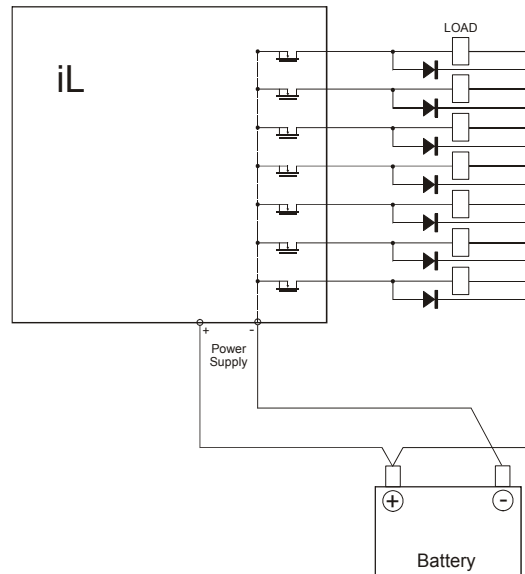 LOAD
iL
+ -
Power
Supply
+ -
Battery